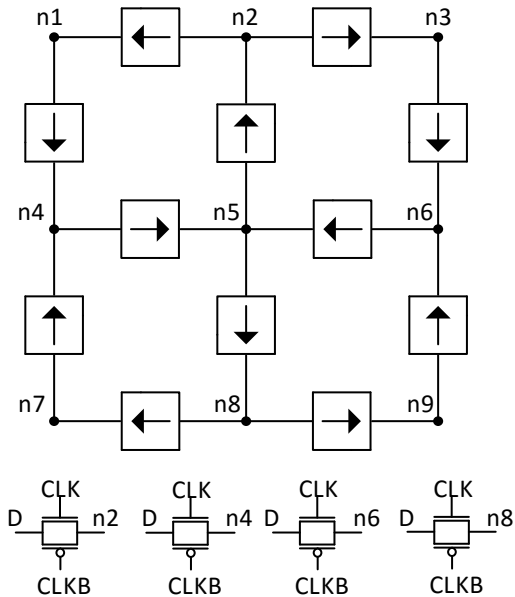 n1 n2 n3
n4 n5 n6
n7 n8 n9
CLK CLK CLK CLK
D n2 D n4 D n6 D n8
CLKB CLKB CLKB CLKB